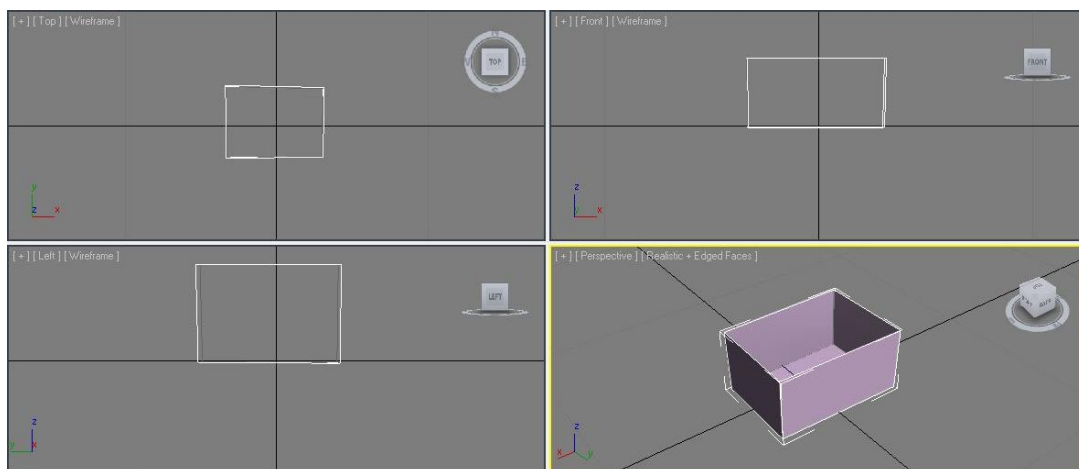 [ + ] [ Top ] [ Wireframe ]
TOP
y
z
x
[ + ] [ Front ] [ Wireframe ]
FRONT
z
y
x
[ + ] [ Left ] [ Wireframe ]
LEFT
z
y
x
[ + ] [ Perspective ] [ Realistic + Edged Faces ]
z
x
y